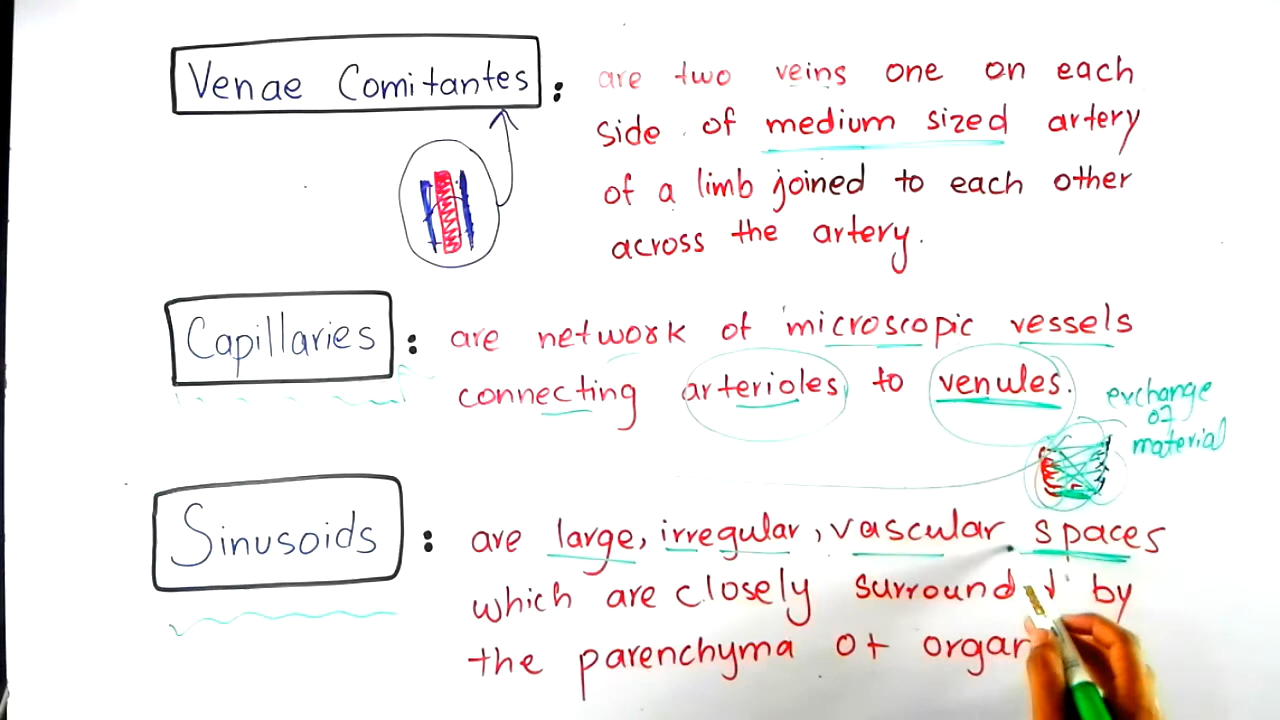 Venae Comitantes : are two veins one on each
side of medium sized artery
of a limb joined to each other
across the artery.
Capillaries : are network of microscopic vessels
connecting arterioles to venules.
exchange
of
material
Sinusoids : are large, irregular, vascular spaces
which are closely by
the parenchyma of